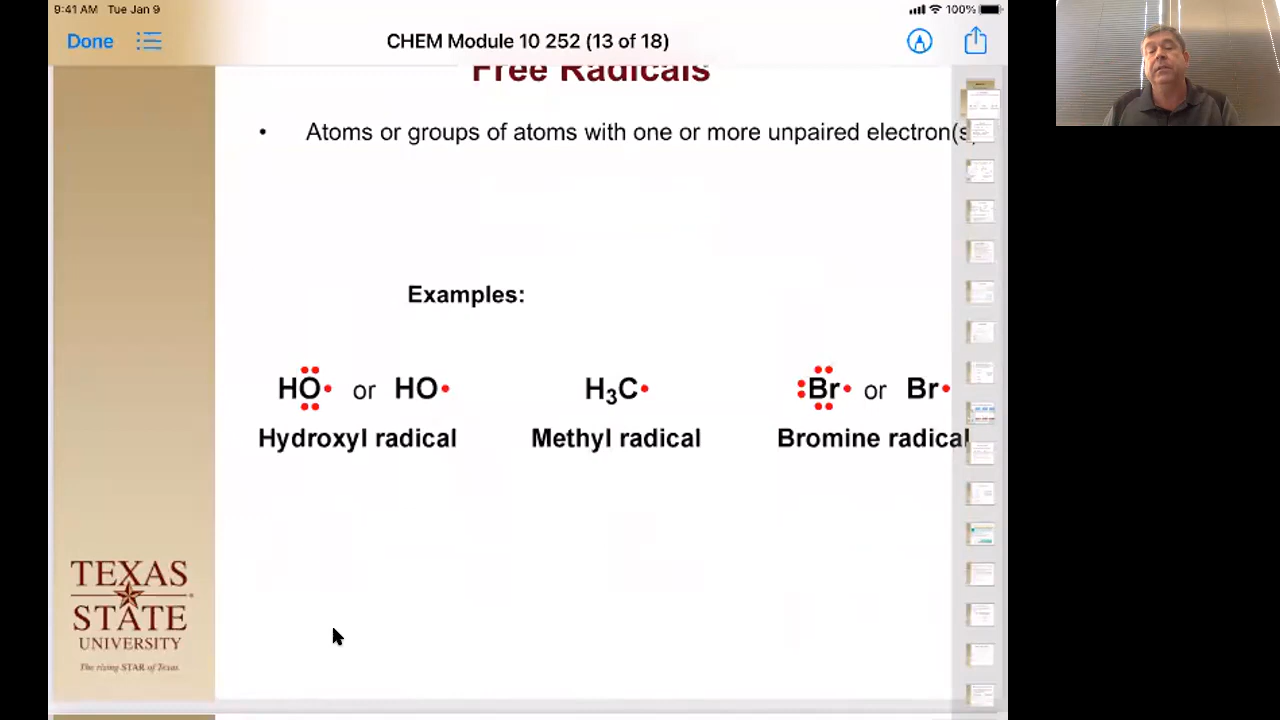 9:41 AM Tue Jan 9
100%
Done
CHEM Module 10 252 (13 of 18)
Free Radicals
• Atoms or groups of atoms with one or more unpaired electron(s)
Examples:
HO• or HO•
H₃C•
:Br• or Br•
Hydroxyl radical
Methyl radical
Bromine radical
TEXAS
STATE
UNIVERSITY
The rising STAR of Texas